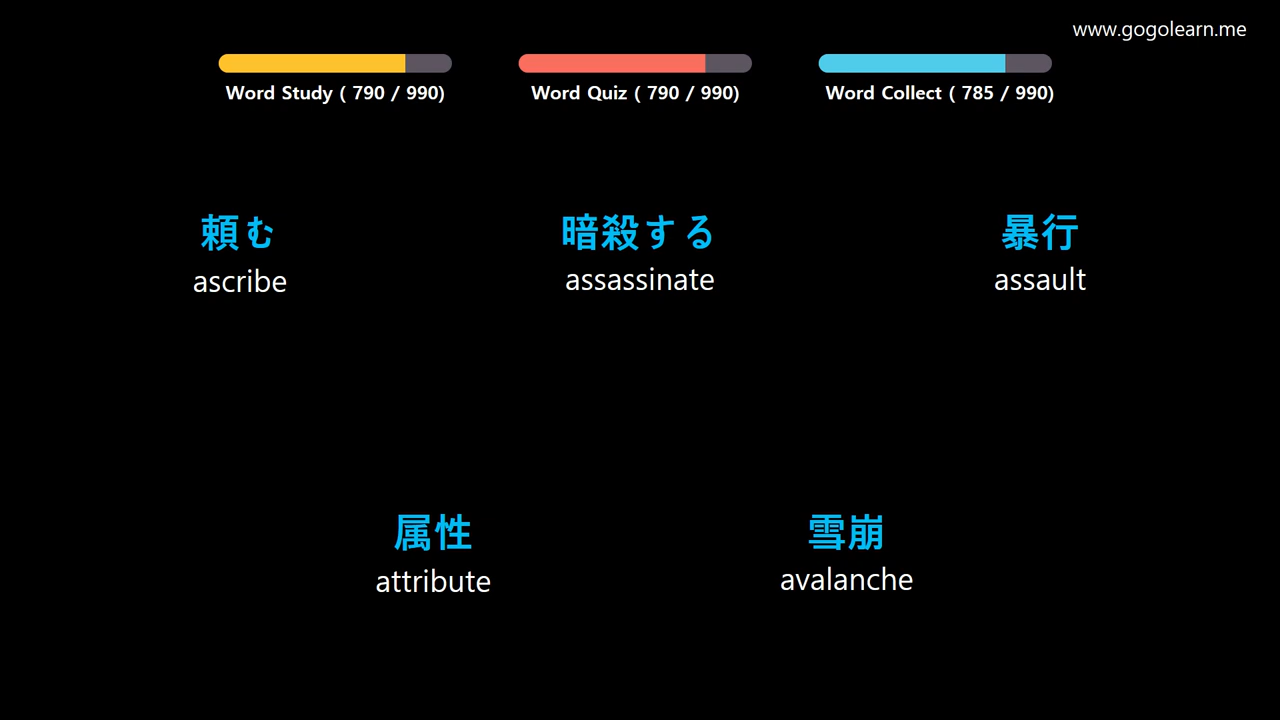 www.gogolearn.me
Word Study ( 790 / 990)
Word Quiz ( 790 / 990)
Word Collect ( 785 / 990)
頼む
ascribe
暗殺する
assassinate
暴行
assault
属性
attribute
雪崩
avalanche